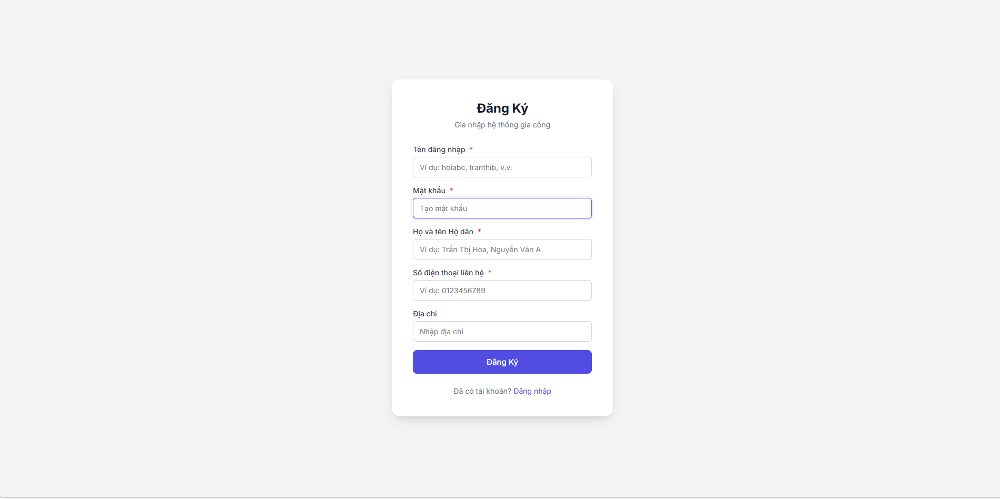 Đăng Ký
Gia nhập hệ thống gia công
Tên đăng nhập *
Ví dụ: hoiabc, tranthib, v.v.
Mật khẩu *
Tạo mật khẩu
Họ và tên Hộ dân *
Ví dụ: Trần Thị Hoa, Nguyễn Văn A
Số điện thoại liên hệ *
Ví dụ: 0123456789
Địa chỉ
Nhập địa chỉ
Đăng Ký
Đã có tài khoản? Đăng nhập